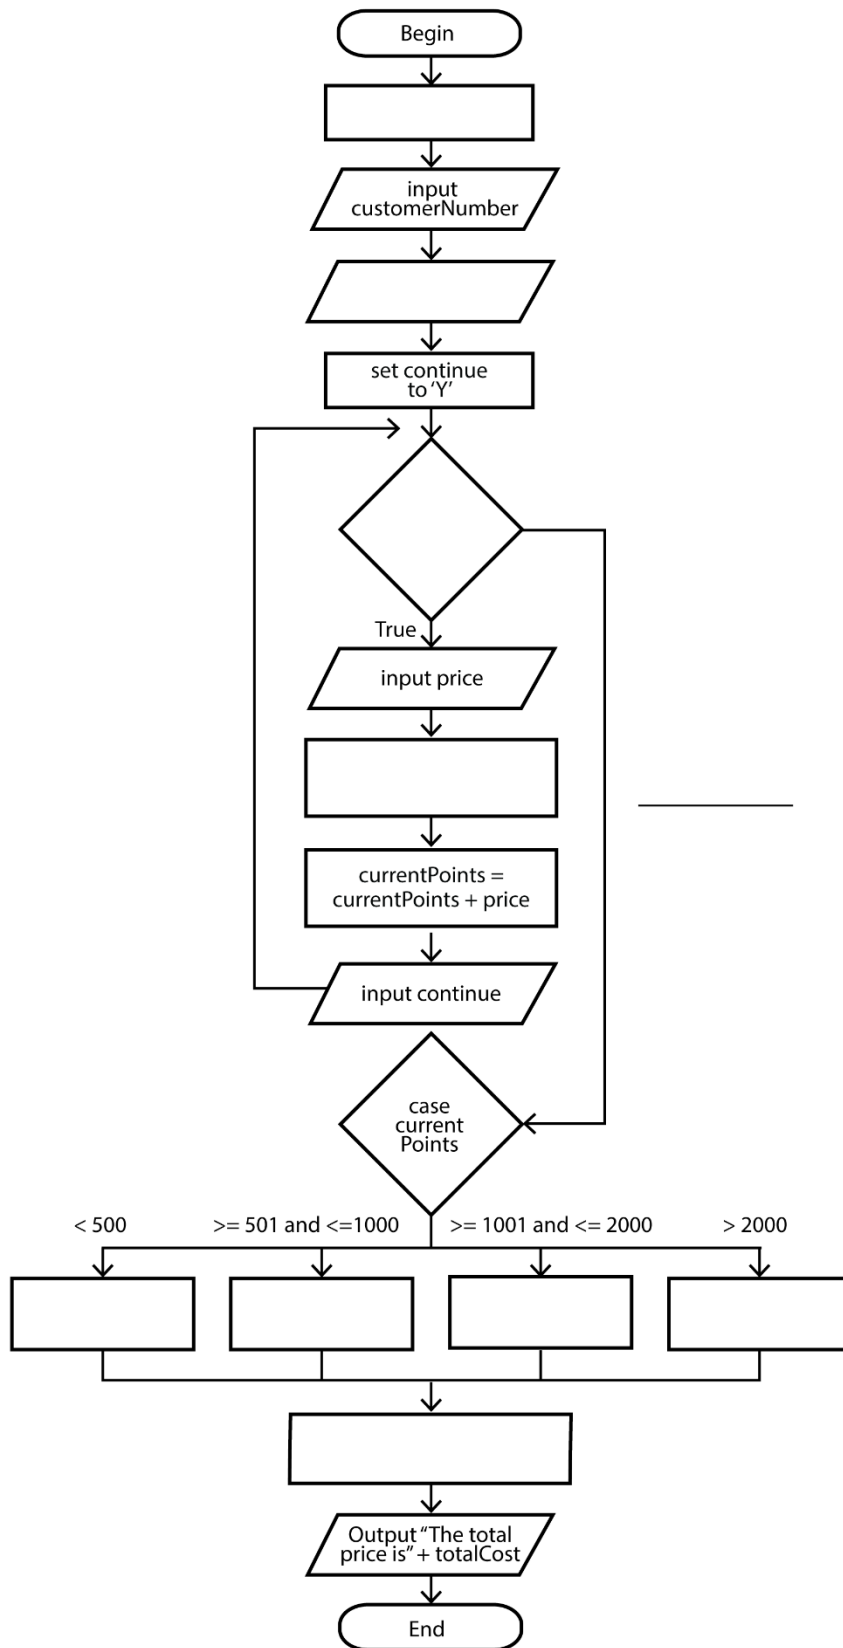 Begin
input
customerNumber
set continue
to ‘Y’
True
input price
currentPoints =
currentPoints + price
input continue
case
current
Points
< 500
>= 501 and <=1000
>= 1001 and <= 2000
> 2000
Output “The total
price is” + totalCost
End